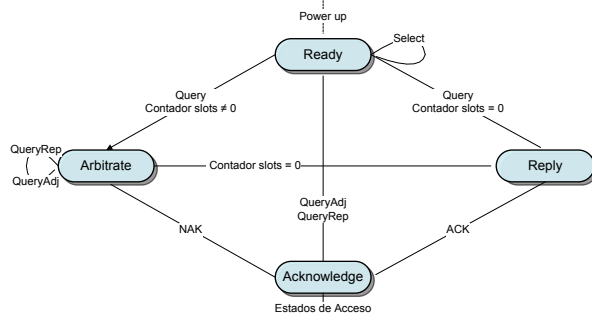 Power up
Ready
Select
Query
Contador slots ≠ 0
Query
Contador slots = 0
QueryRep
QueryAdj
Arbitrate
Contador slots = 0
Reply
QueryAdj
QueryRep
NAK
ACK
Acknowledge
Estados de Acceso